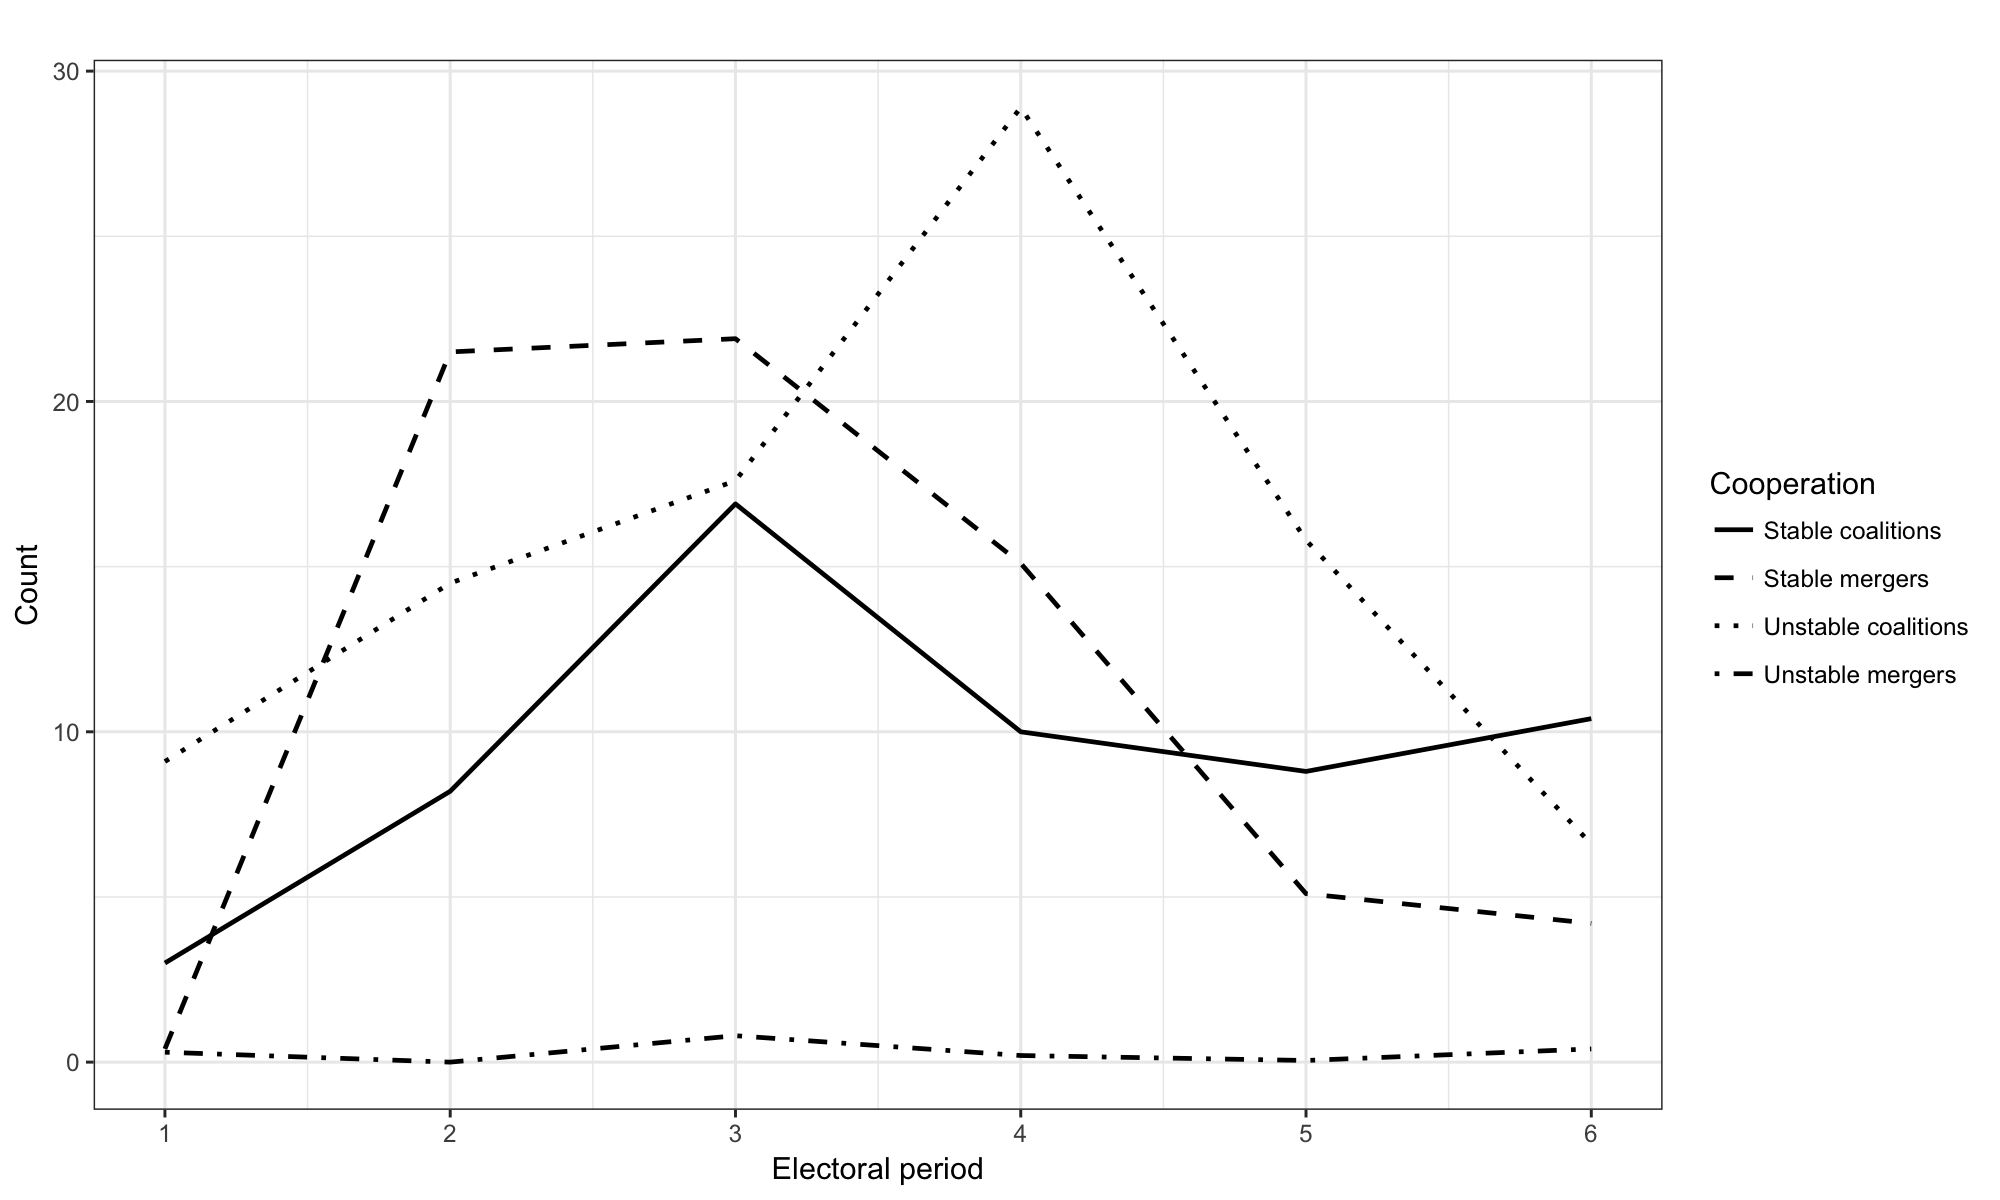 30
20
10
0
Count
1 2 3 4 5 6
Electoral period
Cooperation
Stable coalitions
Stable mergers
Unstable coalitions
Unstable mergers